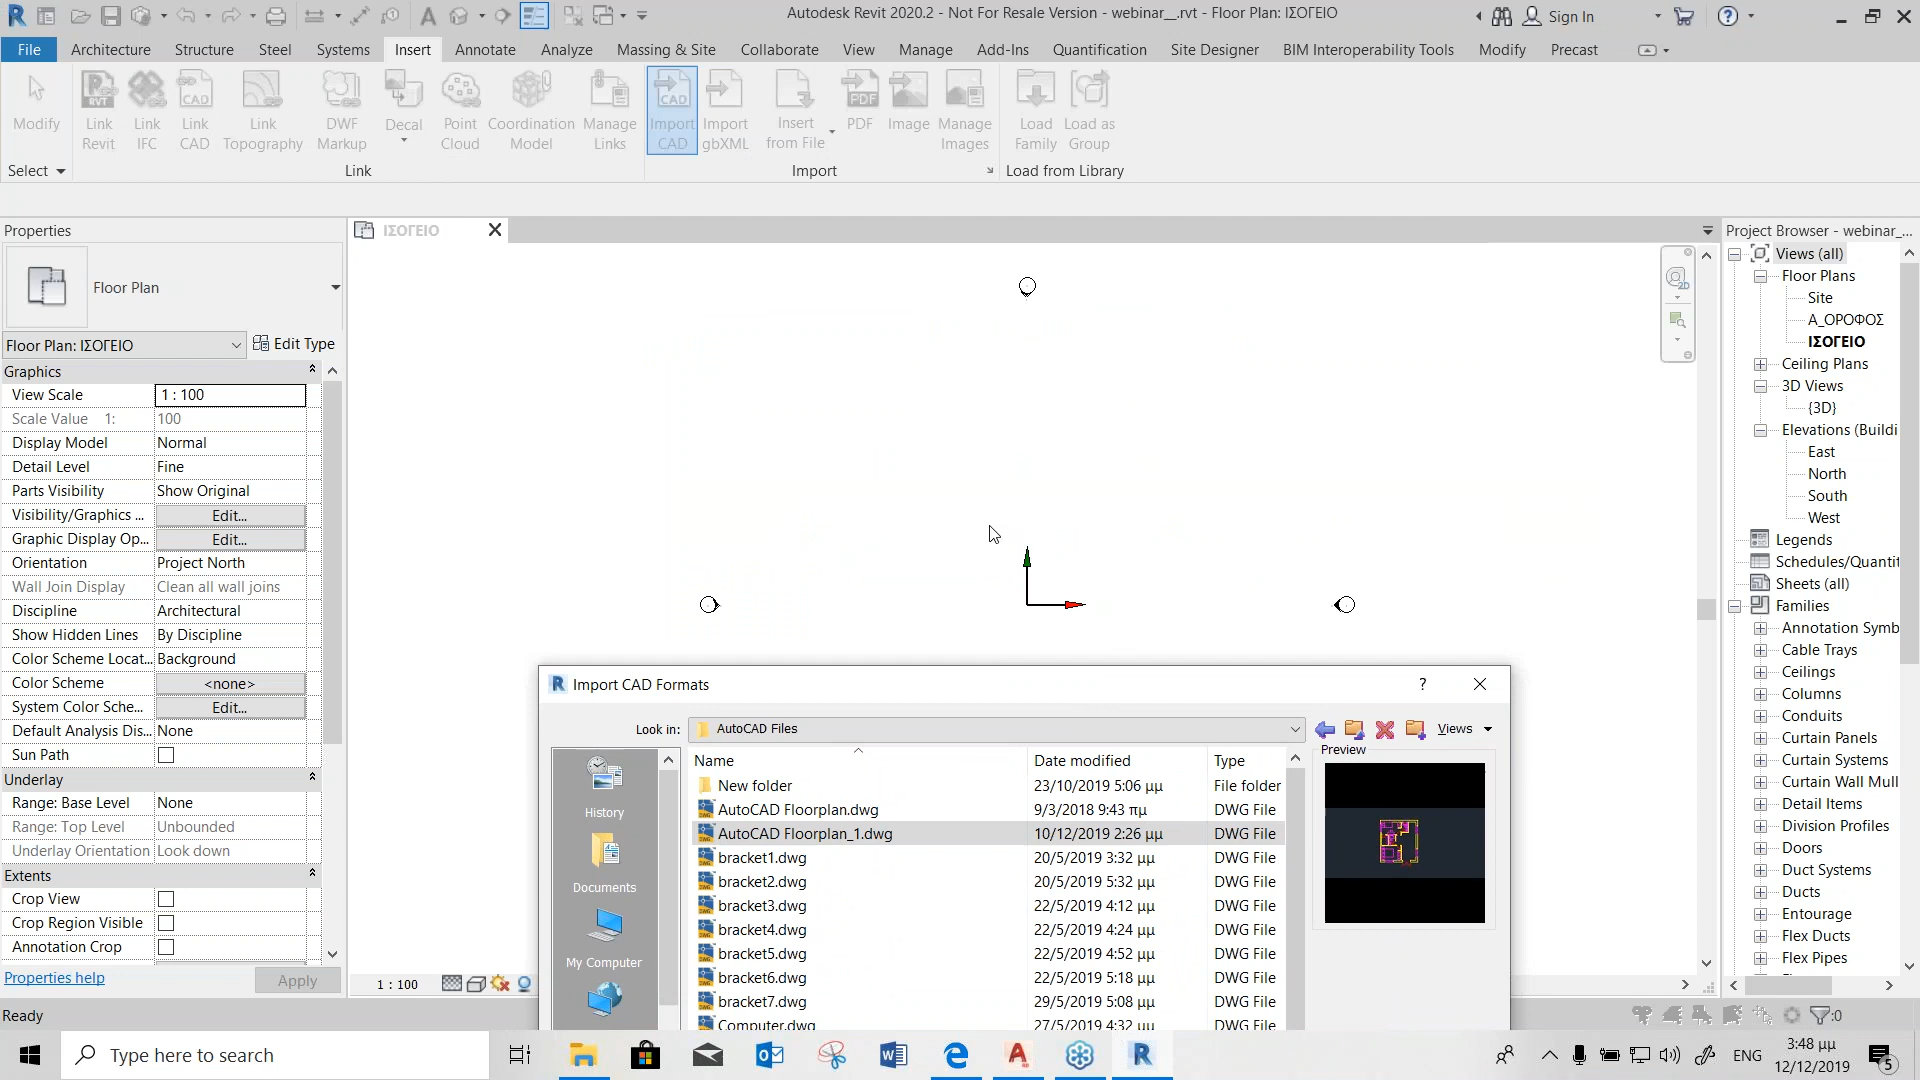 Autodesk Revit 2020.2 - Not For Resale Version - webinar__.rvt - Floor Plan: ΙΣΟΓΕΙΟ
Sign In
File Architecture Structure Steel Systems Insert Annotate Analyze Massing & Site Collaborate View Manage Add-Ins Quantification Site Designer BIM Interoperability Tools Modify Precast
Modify
Link Revit
Link IFC
Link CAD
Link Topography
DWF Markup
Decal
Point Cloud
Coordination Model
Manage Links
Import CAD
Import gbXML
Insert from File
PDF
Image
Manage Images
Load Family
Load as Group
Select
Link
Import
Load from Library
Properties
Floor Plan
Floor Plan: ΙΣΟΓΕΙΟ
Edit Type
Graphics
View Scale 1 : 100
Scale Value 1: 100
Display Model Normal
Detail Level Fine
Parts Visibility Show Original
Visibility/Graphics ... Edit...
Graphic Display Op... Edit...
Orientation Project North
Wall Join Display Clean all wall joins
Discipline Architectural
Show Hidden Lines By Discipline
Color Scheme Locat... Background
Color Scheme <none>
System Color Sche... Edit...
Default Analysis Dis... None
Sun Path
Underlay
Range: Base Level None
Range: Top Level Unbounded
Underlay Orientation Look down
Extents
Crop View
Crop Region Visible
Annotation Crop
Properties help
Apply
ΙΣΟΓΕΙΟ
2D
1 : 100
Import CAD Formats
?
Look in: AutoCAD Files
Views
Preview
History
Documents
My Computer
Name Date modified Type
New folder 23/10/2019 5:06 μμ File folder
AutoCAD Floorplan.dwg 9/3/2018 9:43 πμ DWG File
AutoCAD Floorplan_1.dwg 10/12/2019 2:26 μμ DWG File
bracket1.dwg 20/5/2019 3:32 μμ DWG File
bracket2.dwg 20/5/2019 5:32 μμ DWG File
bracket3.dwg 22/5/2019 4:12 μμ DWG File
bracket4.dwg 22/5/2019 4:24 μμ DWG File
bracket5.dwg 22/5/2019 4:52 μμ DWG File
bracket6.dwg 22/5/2019 5:18 μμ DWG File
bracket7.dwg 29/5/2019 5:08 μμ DWG File
Computer.dwg 27/5/2019 4:32 μμ DWG File
Project Browser - webinar_...
Views (all)
Floor Plans
Site
Α_ΟΡΟΦΟΣ
ΙΣΟΓΕΙΟ
Ceiling Plans
3D Views
{3D}
Elevations (Buildi
East
North
South
West
Legends
Schedules/Quantit
Sheets (all)
Families
Annotation Symb
Cable Trays
Ceilings
Columns
Conduits
Curtain Panels
Curtain Systems
Curtain Wall Mull
Detail Items
Division Profiles
Doors
Duct Systems
Ducts
Entourage
Flex Ducts
Flex Pipes
Ready
:0
Type here to search
ENG
3:48 μμ
12/12/2019
5